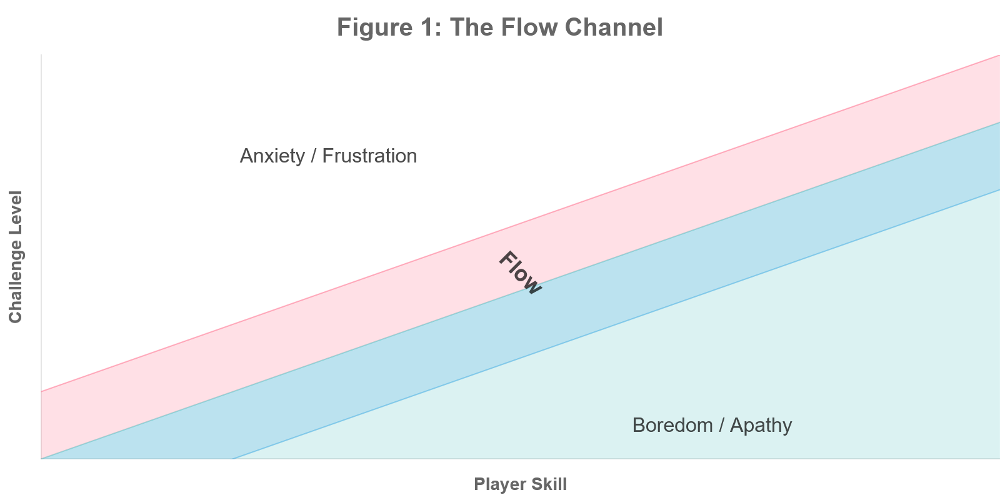 Figure 1: The Flow Channel
Anxiety / Frustration
Challenge Level
Flow
Boredom / Apathy
Player Skill